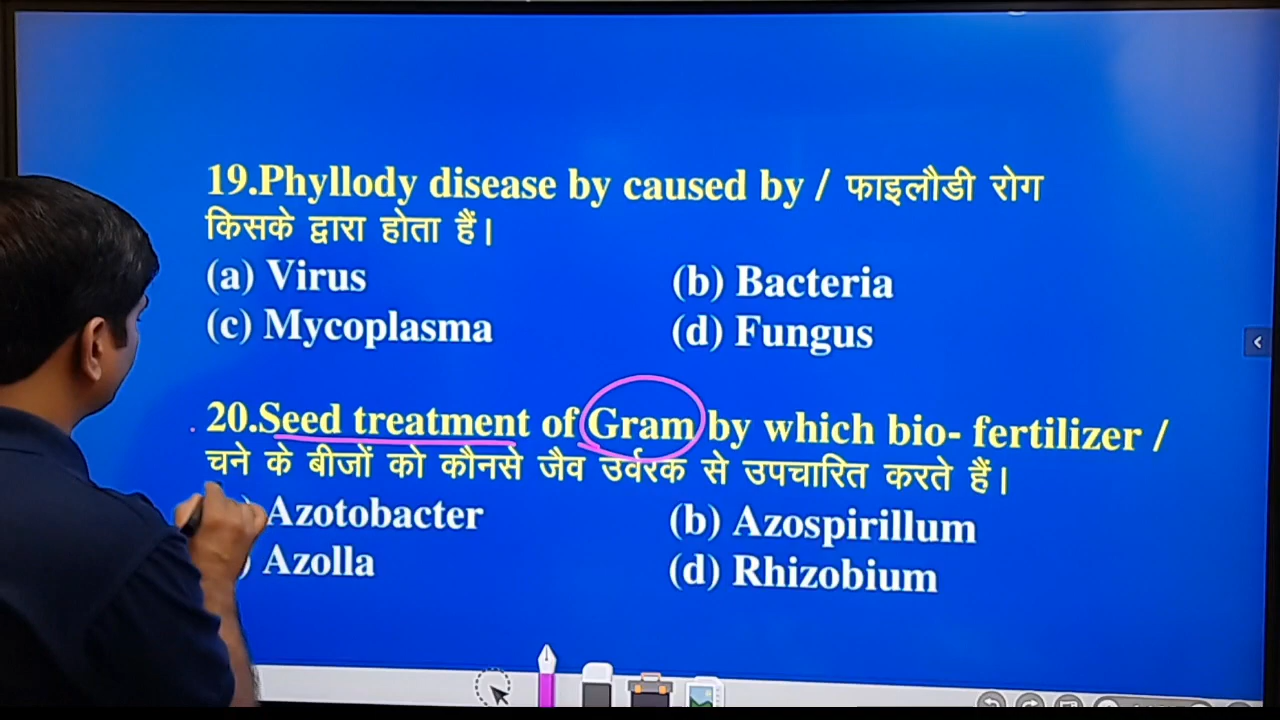 19.Phyllody disease by caused by / फाइलौडी रोग
किसके द्वारा होता हैं।
(a) Virus (b) Bacteria
(c) Mycoplasma (d) Fungus
20.Seed treatment of Gram by which bio- fertilizer /
चने के बीजों को कौनसे जैव उर्वरक से उपचारित करते हैं।
) Azotobacter (b) Azospirillum
) Azolla (d) Rhizobium